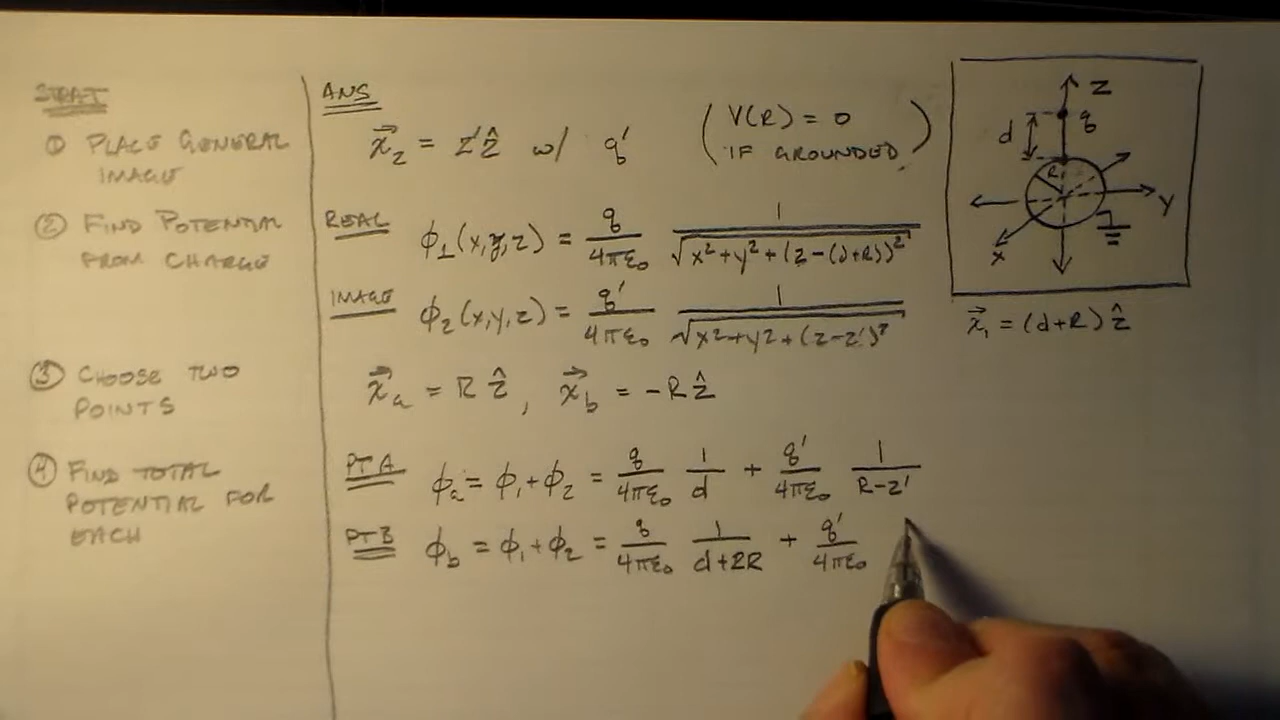 STRAT
① PLACE GENERAL
IMAGE
② FIND POTENTIAL
FROM CHARGE
③ CHOOSE TWO
POINTS
④ FIND TOTAL
POTENTIAL FOR
EACH
ANS
x⃗₂ = z'ẑ w/ q' (V(R) = 0
IF GROUNDED)
REAL ϕ₁(x,y,z) = q/4πε₀ 1/√x²+y²+(z-(d+R))²
IMAGE ϕ₂(x,y,z) = q'/4πε₀ 1/√x²+y²+(z-z')²
x⃗ₐ = Rẑ, x⃗_b = -Rẑ
PT A ϕₐ = ϕ₁+ϕ₂ = q/4πε₀ 1/d + q'/4πε₀ 1/R-z'
PT B ϕ_b = ϕ₁+ϕ₂ = q/4πε₀ 1/d+2R + q'/4πε₀
z
q
d
R
y
x
x⃗₁ = (d+R)ẑ